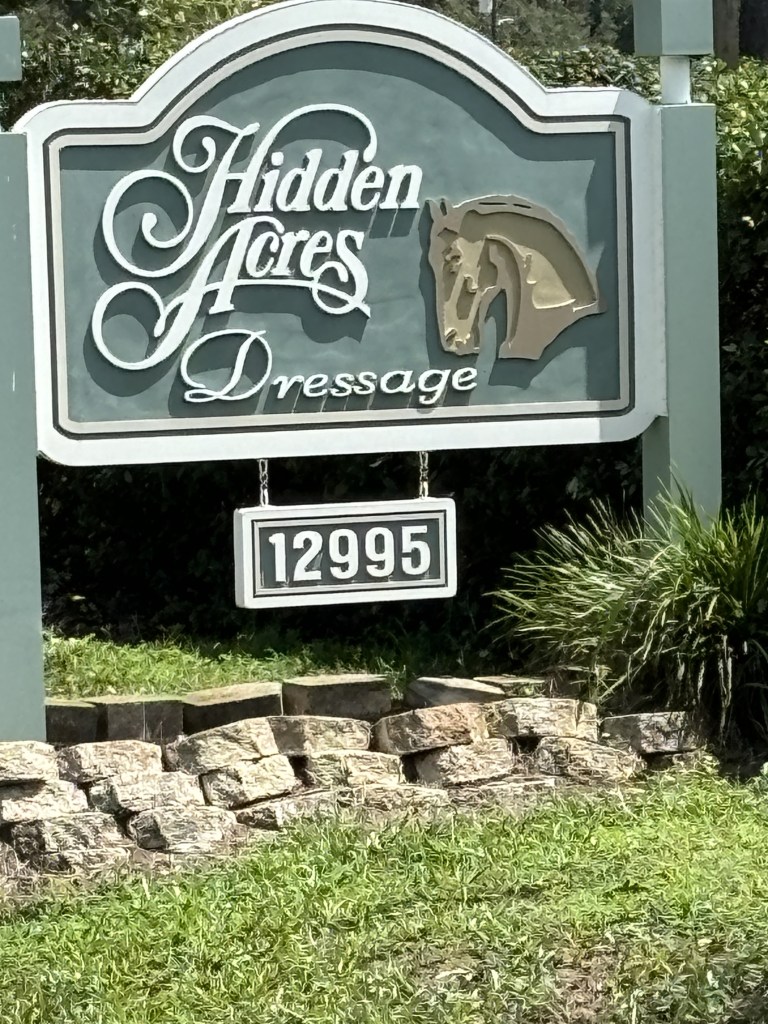 Hidden
Acres
Dressage
12995